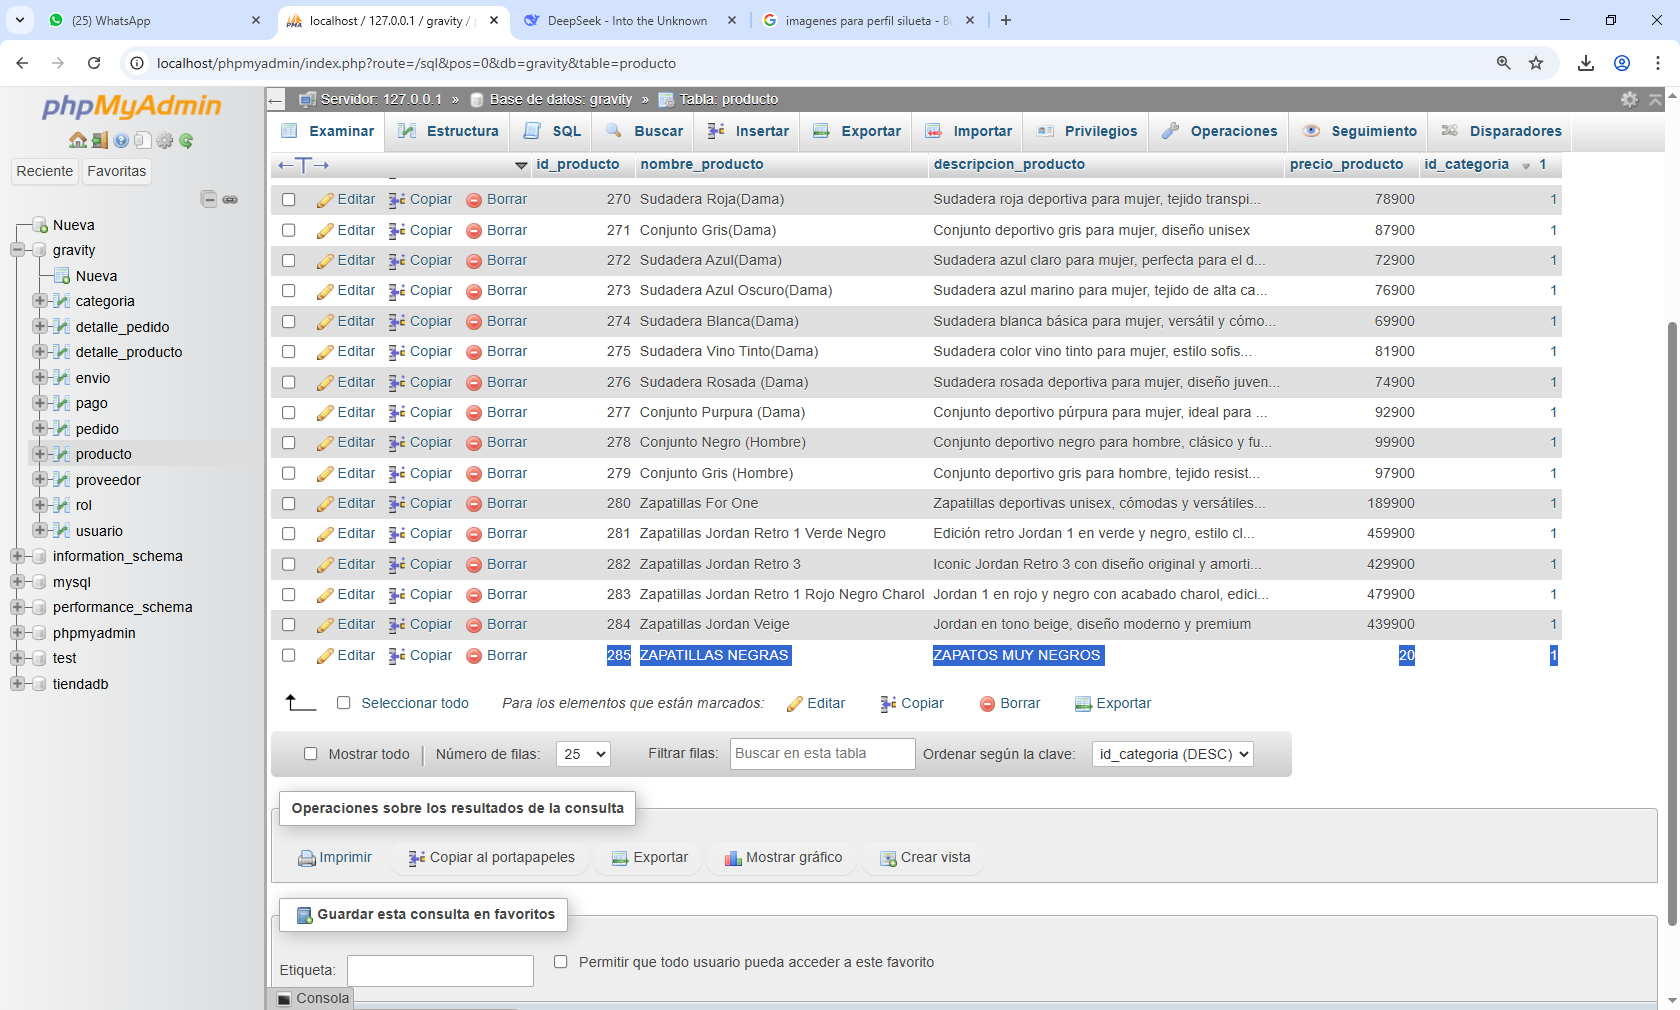 (25) WhatsApp
localhost / 127.0.0.1 / gravity /
DeepSeek - Into the Unknown
imagenes para perfil silueta - B
localhost/phpmyadmin/index.php?route=/sql&pos=0&db=gravity&table=producto
phpMyAdmin
Reciente
Favoritas
Nueva
gravity
Nueva
categoria
detalle_pedido
detalle_producto
envio
pago
pedido
producto
proveedor
rol
usuario
information_schema
mysql
performance_schema
phpmyadmin
test
tiendadb
Servidor: 127.0.0.1 » Base de datos: gravity » Tabla: producto
Examinar Estructura SQL Buscar Insertar Exportar Importar Privilegios Operaciones Seguimiento Disparadores
id_producto nombre_producto descripcion_producto precio_producto id_categoria 1
Editar Copiar Borrar 270 Sudadera Roja(Dama) Sudadera roja deportiva para mujer, tejido transpi... 78900 1
Editar Copiar Borrar 271 Conjunto Gris(Dama) Conjunto deportivo gris para mujer, diseño unisex 87900 1
Editar Copiar Borrar 272 Sudadera Azul(Dama) Sudadera azul claro para mujer, perfecta para el d... 72900 1
Editar Copiar Borrar 273 Sudadera Azul Oscuro(Dama) Sudadera azul marino para mujer, tejido de alta ca... 76900 1
Editar Copiar Borrar 274 Sudadera Blanca(Dama) Sudadera blanca básica para mujer, versátil y cómo... 69900 1
Editar Copiar Borrar 275 Sudadera Vino Tinto(Dama) Sudadera color vino tinto para mujer, estilo sofis... 81900 1
Editar Copiar Borrar 276 Sudadera Rosada (Dama) Sudadera rosada deportiva para mujer, diseño juven... 74900 1
Editar Copiar Borrar 277 Conjunto Purpura (Dama) Conjunto deportivo púrpura para mujer, ideal para ... 92900 1
Editar Copiar Borrar 278 Conjunto Negro (Hombre) Conjunto deportivo negro para hombre, clásico y fu... 99900 1
Editar Copiar Borrar 279 Conjunto Gris (Hombre) Conjunto deportivo gris para hombre, tejido resist... 97900 1
Editar Copiar Borrar 280 Zapatillas For One Zapatillas deportivas unisex, cómodas y versátiles... 189900 1
Editar Copiar Borrar 281 Zapatillas Jordan Retro 1 Verde Negro Edición retro Jordan 1 en verde y negro, estilo cl... 459900 1
Editar Copiar Borrar 282 Zapatillas Jordan Retro 3 Iconic Jordan Retro 3 con diseño original y amorti... 429900 1
Editar Copiar Borrar 283 Zapatillas Jordan Retro 1 Rojo Negro Charol Jordan 1 en rojo y negro con acabado charol, edici... 479900 1
Editar Copiar Borrar 284 Zapatillas Jordan Veige Jordan en tono beige, diseño moderno y premium 439900 1
Editar Copiar Borrar 285 ZAPATILLAS NEGRAS ZAPATOS MUY NEGROS 20 1
Seleccionar todo Para los elementos que están marcados: Editar Copiar Borrar Exportar
Mostrar todo Número de filas: 25 Filtrar filas: Buscar en esta tabla Ordenar según la clave: id_categoria (DESC)
Operaciones sobre los resultados de la consulta
Imprimir Copiar al portapapeles Exportar Mostrar gráfico Crear vista
Guardar esta consulta en favoritos
Etiqueta: Permitir que todo usuario pueda acceder a este favorito
Consola